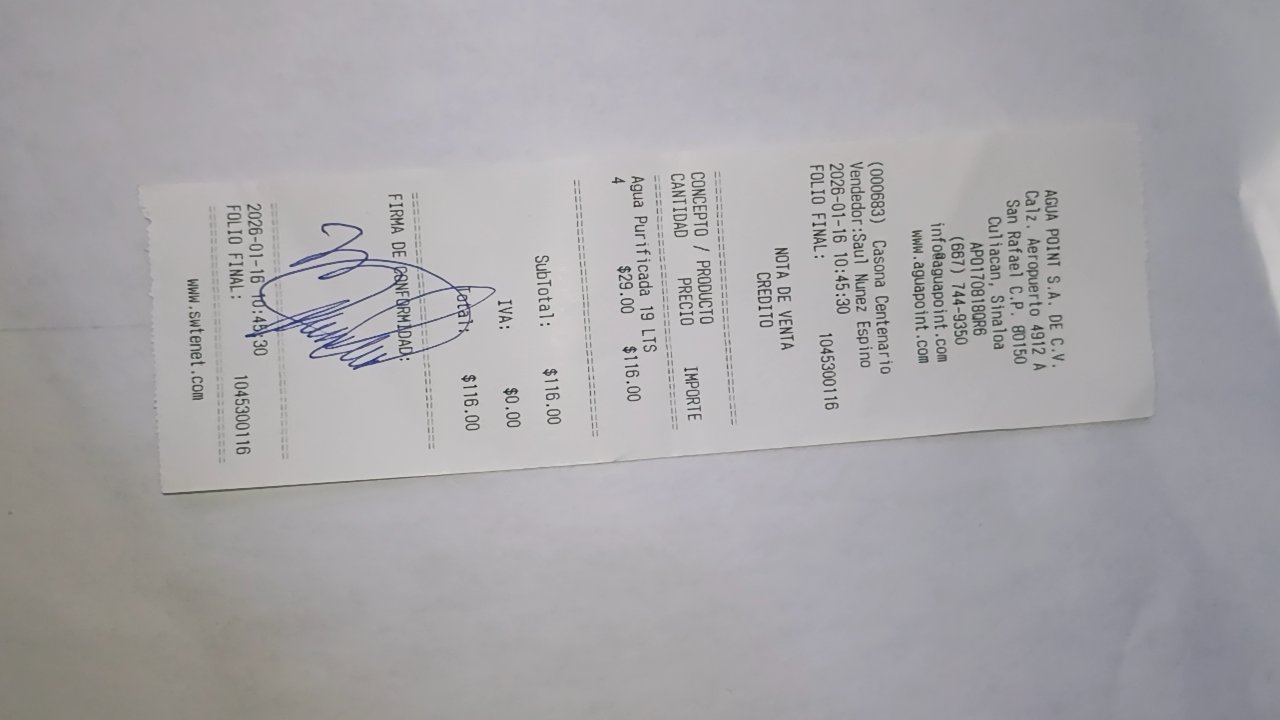 AGUA POINT S.A. DE C.V.
Calz. Aeropuerto 4912 A
San Rafael C.P. 80150
Culiacan, Sinaloa
APO170818QR6
(667) 744-9350
info@aguapoint.com
www.aguapoint.com
(000683) Casona Centenario
Vendedor:Saul Nunez Espino
2026-01-16 10:45:30
FOLIO FINAL: 1045300116
NOTA DE VENTA
CREDITO
CONCEPTO / PRODUCTO
CANTIDAD PRECIO IMPORTE
Agua Purificada 19 LTS
4 $29.00 $116.00
SubTotal: $116.00
IVA: $0.00
Total: $116.00
FIRMA DE CONFORMIDAD:
2026-01-16 10:45:30
FOLIO FINAL: 1045300116
www.swtenet.com